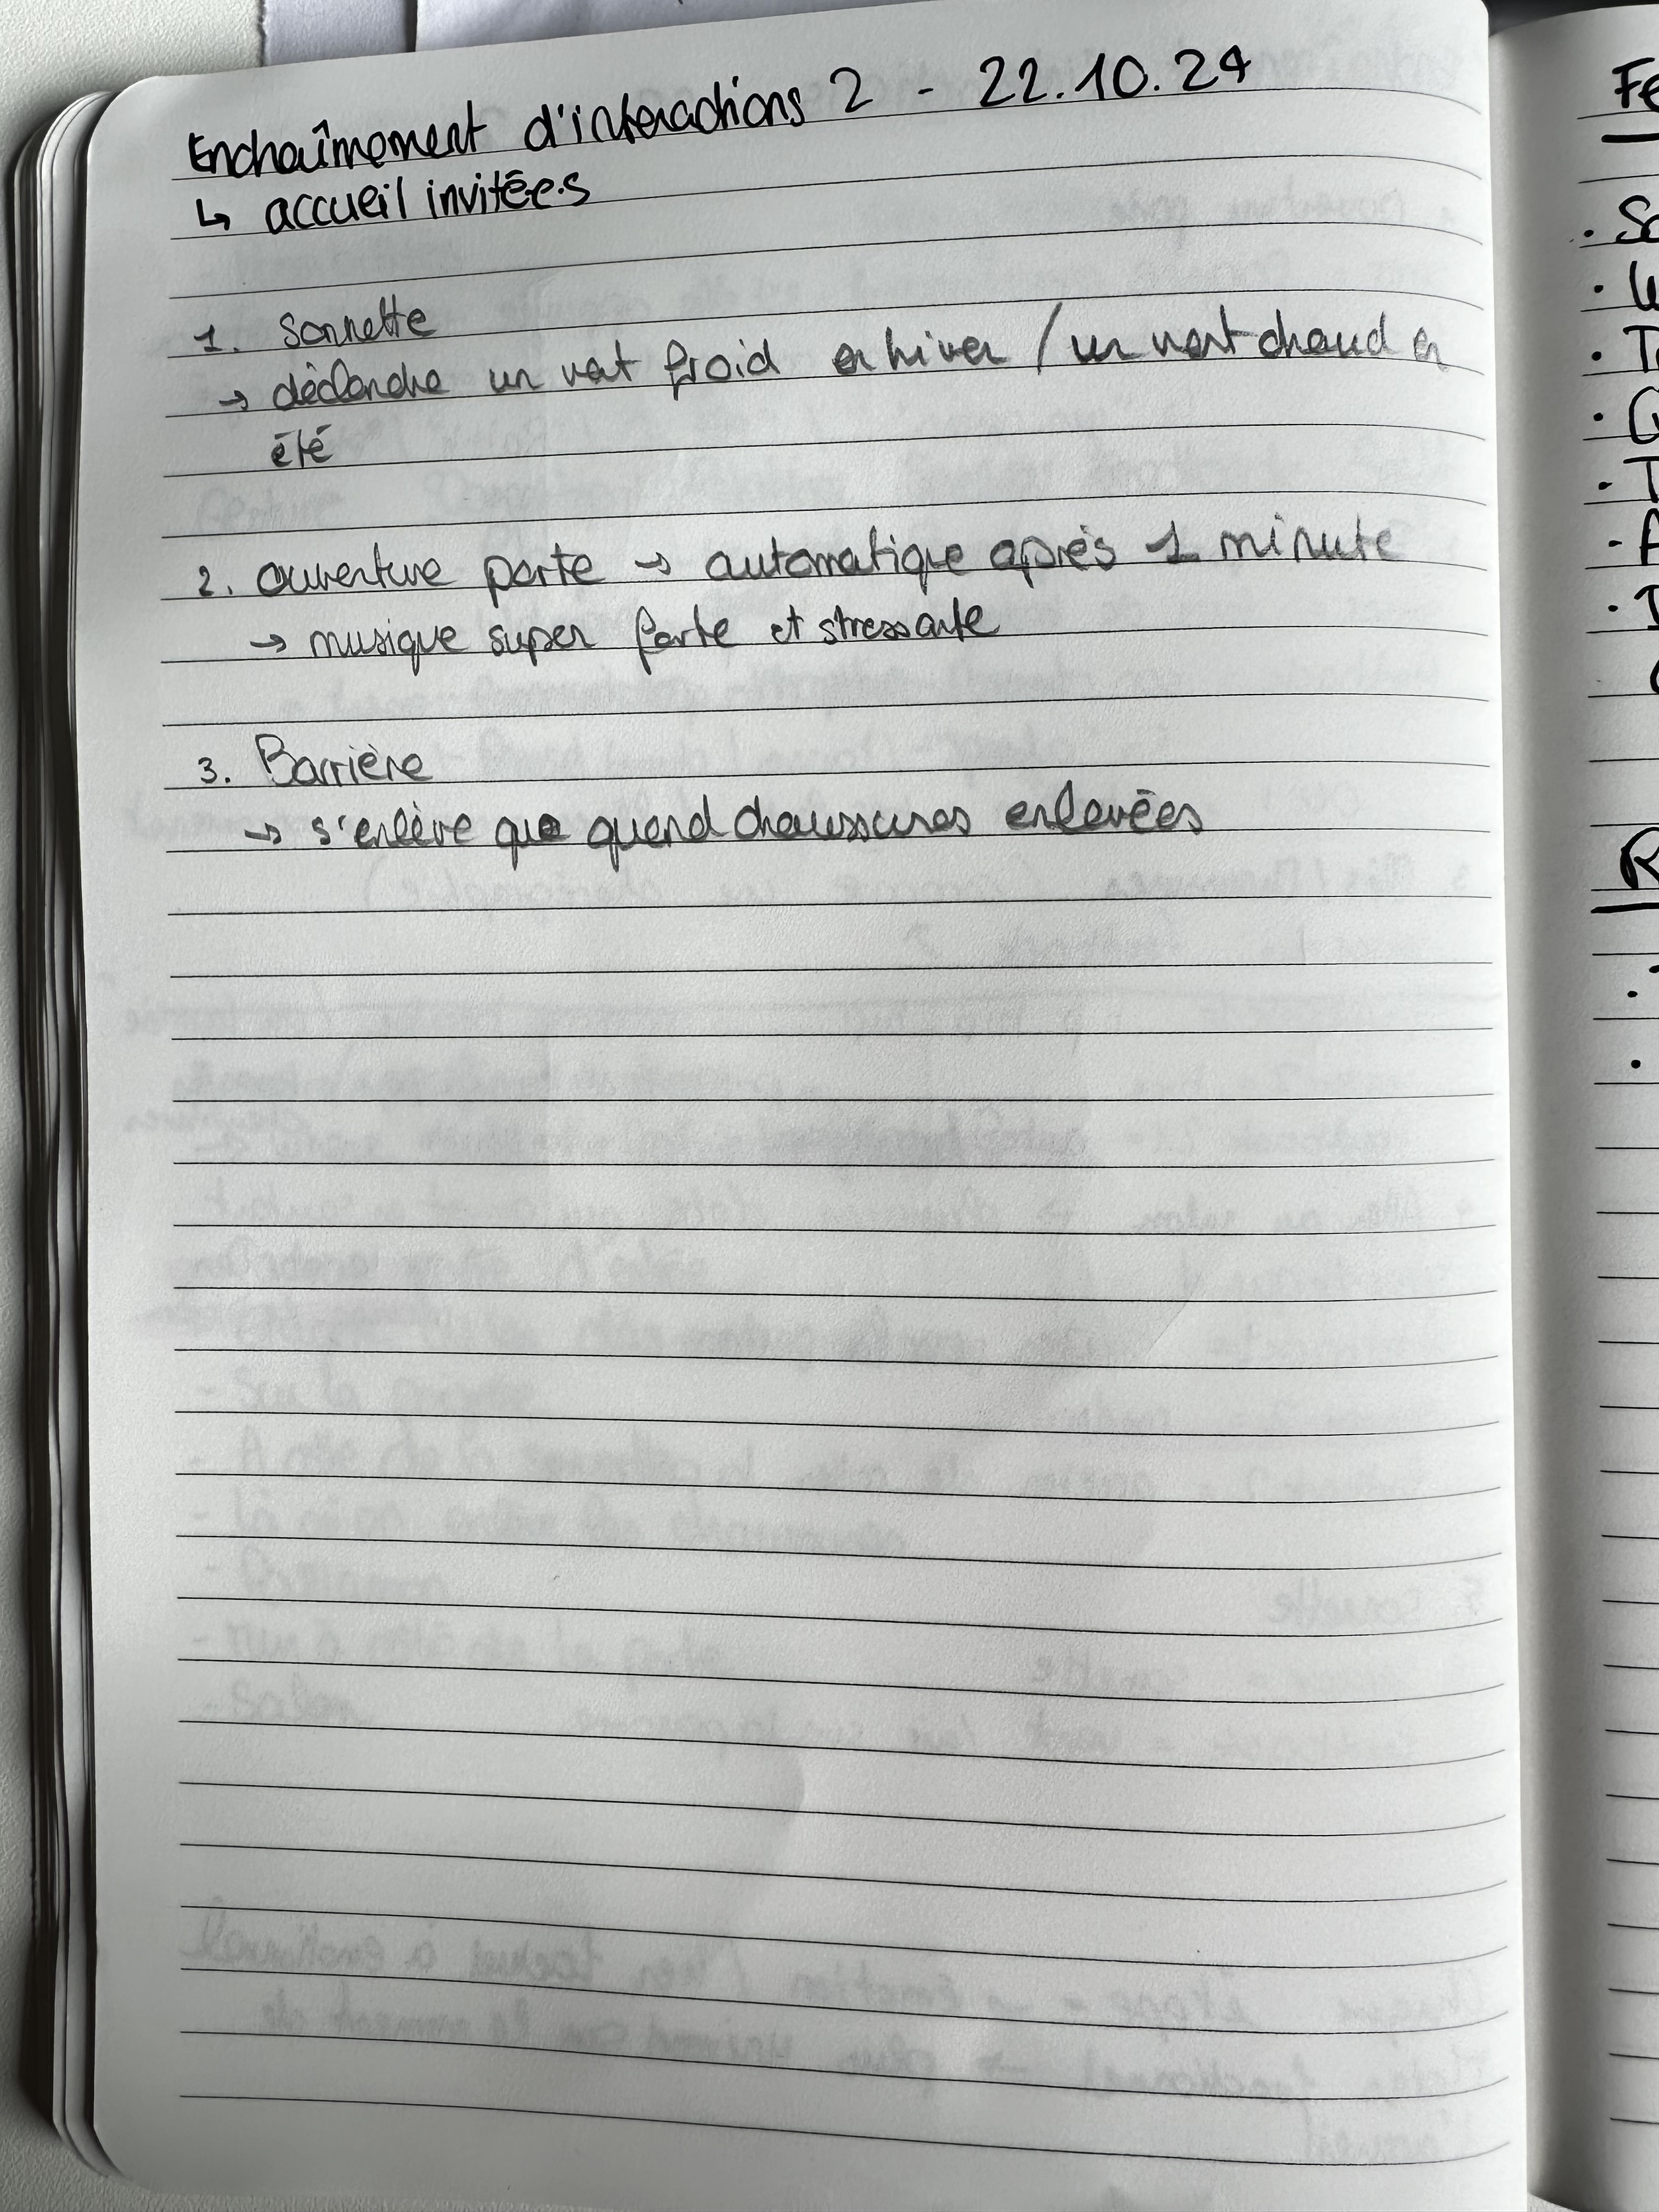 Enchaînement d'interactions 2 - 22.10.24
↳ accueil invitée·s
1. Sonnette
→ déclenche un vent froid en hiver / un vent chaud en
été
2. ouverture porte → automatique après 1 minute
→ musique super forte et stressante
3. Barrière
→ s'enlève que quand chaussures enlevées